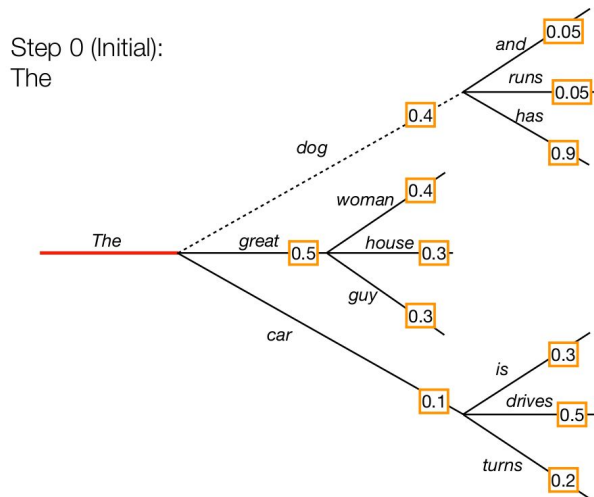 Step 0 (Initial):
The
and
0.05
runs
0.05
has
0.9
0.4
dog
woman
0.4
The
great
0.5
house
0.3
guy
0.3
car
is
0.3
0.1
drives
0.5
turns
0.2